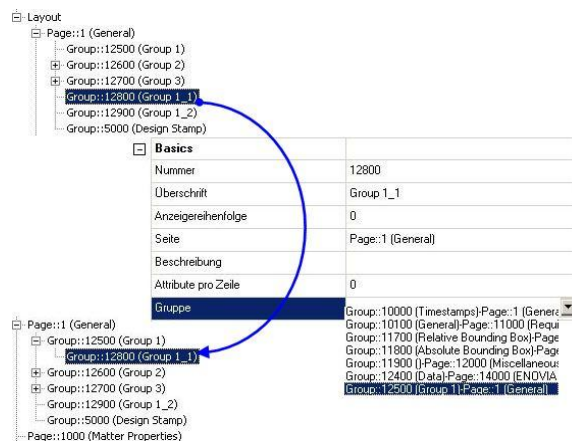 Layout
Page::1 (General)
Group::12500 (Group 1)
Group::12600 (Group 2)
Group::12700 (Group 3)
Group::12800 (Group 1_1)
Group::12900 (Group 1_2)
Group::5000 (Design Stamp)
Basics
Nummer 12800
Überschrift Group 1_1
Anzeigereihenfolge 0
Seite Page::1 (General)
Beschreibung
Attribute pro Zeile 0
Gruppe
Group::10000 (Timestamps)-Page::1 (Genera
Group::10100 (General)-Page::11000 (Requi
Group::11700 (Relative Bounding Box)-Page
Group::11800 (Absolute Bounding Box)-Page
Group::11900 ()-Page::12000 (Miscellaneous
Group::12400 (Data)-Page::14000 (ENOVIA
Group::12500 (Group 1)-Page::1 (General)
Page::1 (General)
Group::12500 (Group 1)
Group::12800 (Group 1_1)
Group::12600 (Group 2)
Group::12700 (Group 3)
Group::12900 (Group 1_2)
Group::5000 (Design Stamp)
Page::1000 (Matter Properties)